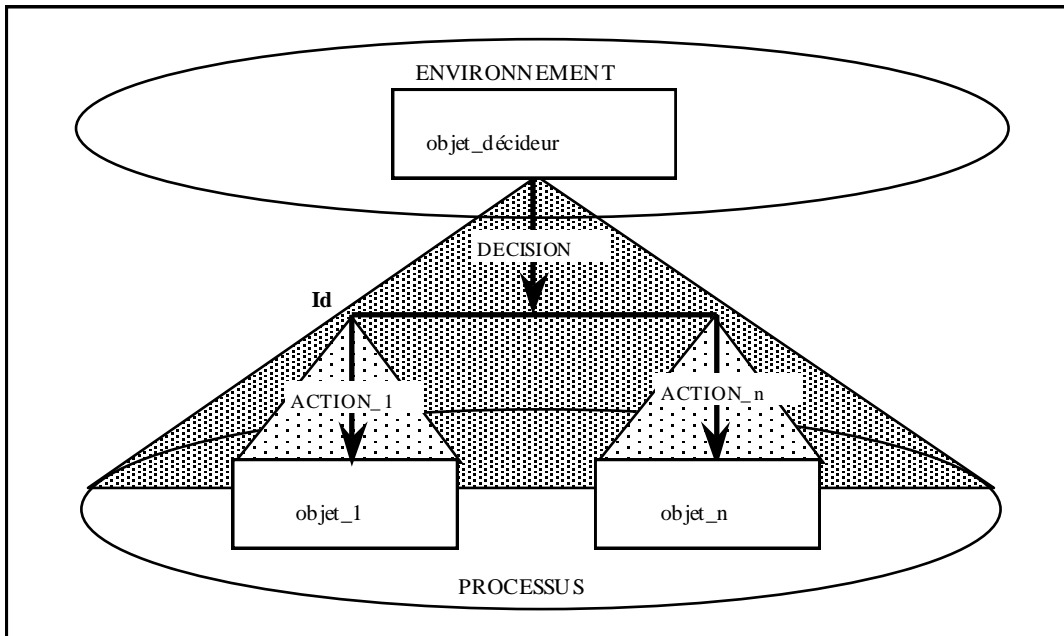 ENVIRONNEMENT
objet_décideur
DECISION
Id
ACTION_1
ACTION_n
objet_1
objet_n
PROCESSUS